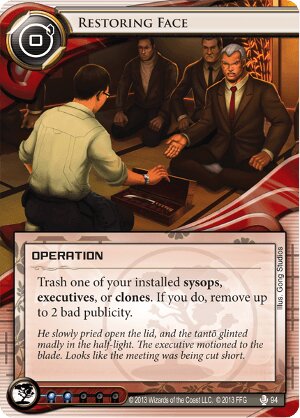 RESTORING FACE
0
OPERATION
Trash one of your installed sysops,
executives, or clones. If you do, remove
up to 2 bad publicity.
He slowly pried open the lid, and the tantō glinted
madly in the half-light. The executive motioned to the
blade. Looks like the meeting was being cut short.
Illus. Gong Studios
© 2013 Wizards of the Coast LLC. © 2013 FFG
94